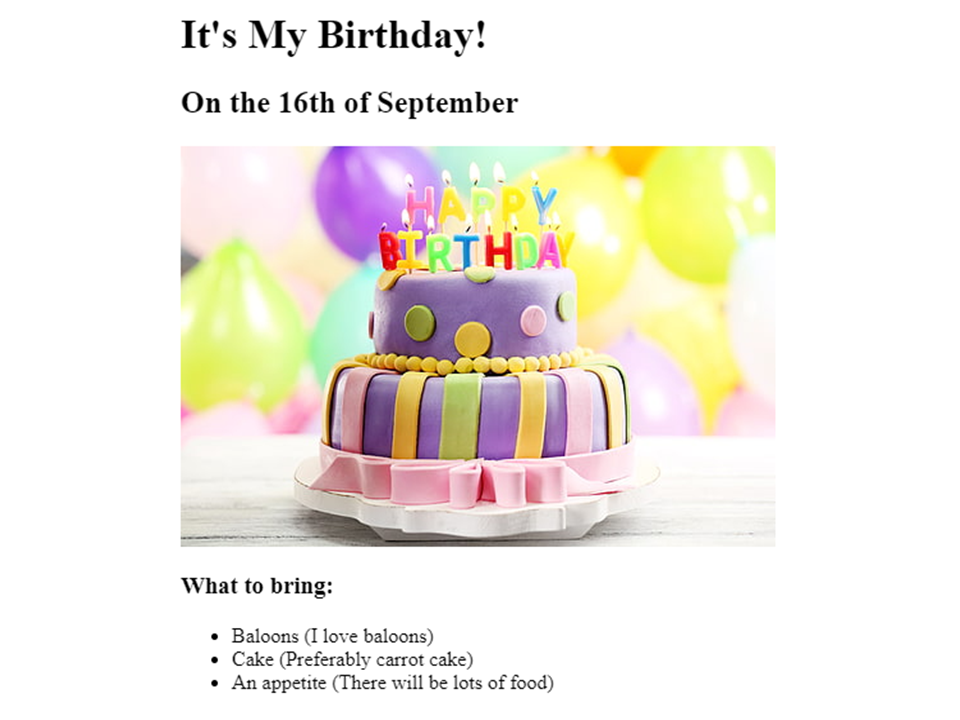 It's My Birthday!
On the 16th of September
HAPPY
BIRTHDAY
What to bring:
Baloons (I love baloons)
Cake (Preferably carrot cake)
An appetite (There will be lots of food)